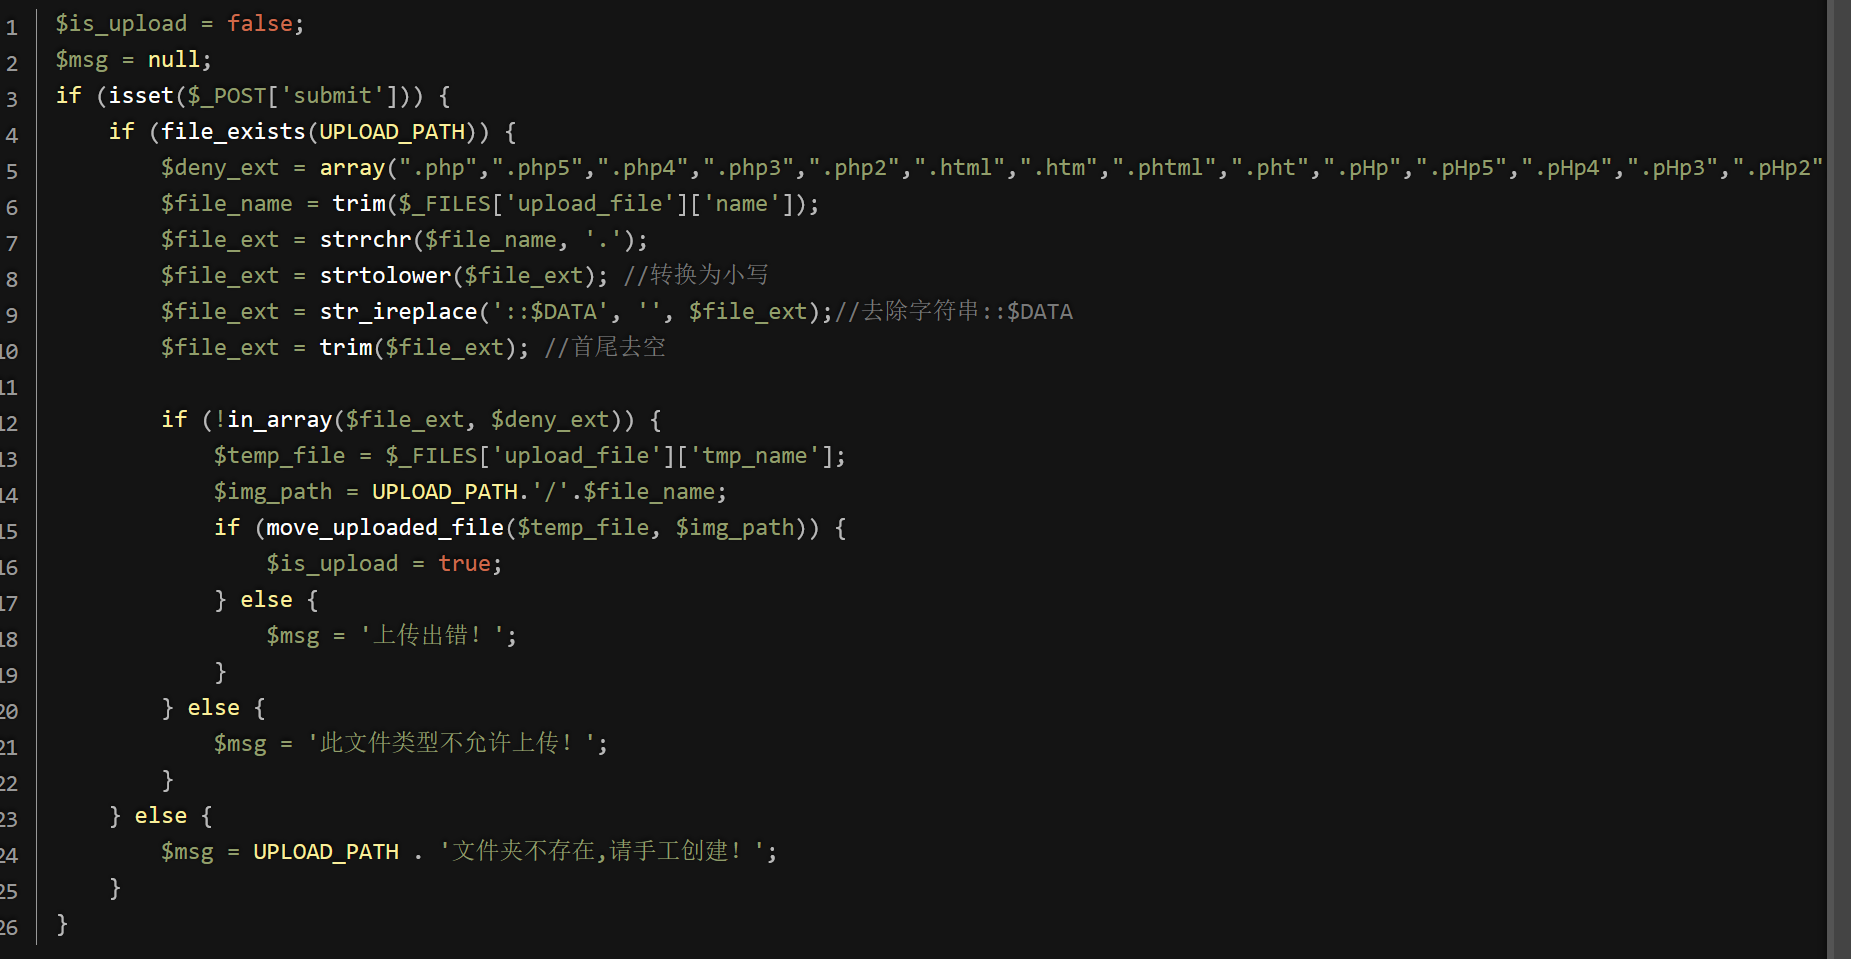 1 $is_upload = false;
2 $msg = null;
3 if (isset($_POST['submit'])) {
4     if (file_exists(UPLOAD_PATH)) {
5         $deny_ext = array(".php",".php5",".php4",".php3",".php2",".html",".htm",".phtml",".pht",".pHp",".pHp5",".pHp4",".pHp3",".pHp2"
6         $file_name = trim($_FILES['upload_file']['name']);
7         $file_ext = strrchr($file_name, '.');
8         $file_ext = strtolower($file_ext); //转换为小写
9         $file_ext = str_ireplace('::$DATA', '', $file_ext);//去除字符串::$DATA
10         $file_ext = trim($file_ext); //首尾去空
11
12         if (!in_array($file_ext, $deny_ext)) {
13             $temp_file = $_FILES['upload_file']['tmp_name'];
14             $img_path = UPLOAD_PATH.'/'.$file_name;
15             if (move_uploaded_file($temp_file, $img_path)) {
16                 $is_upload = true;
17             } else {
18                 $msg = '上传出错！';
19             }
20         } else {
21             $msg = '此文件类型不允许上传！';
22         }
23     } else {
24         $msg = UPLOAD_PATH . '文件夹不存在,请手工创建！';
25     }
26 }